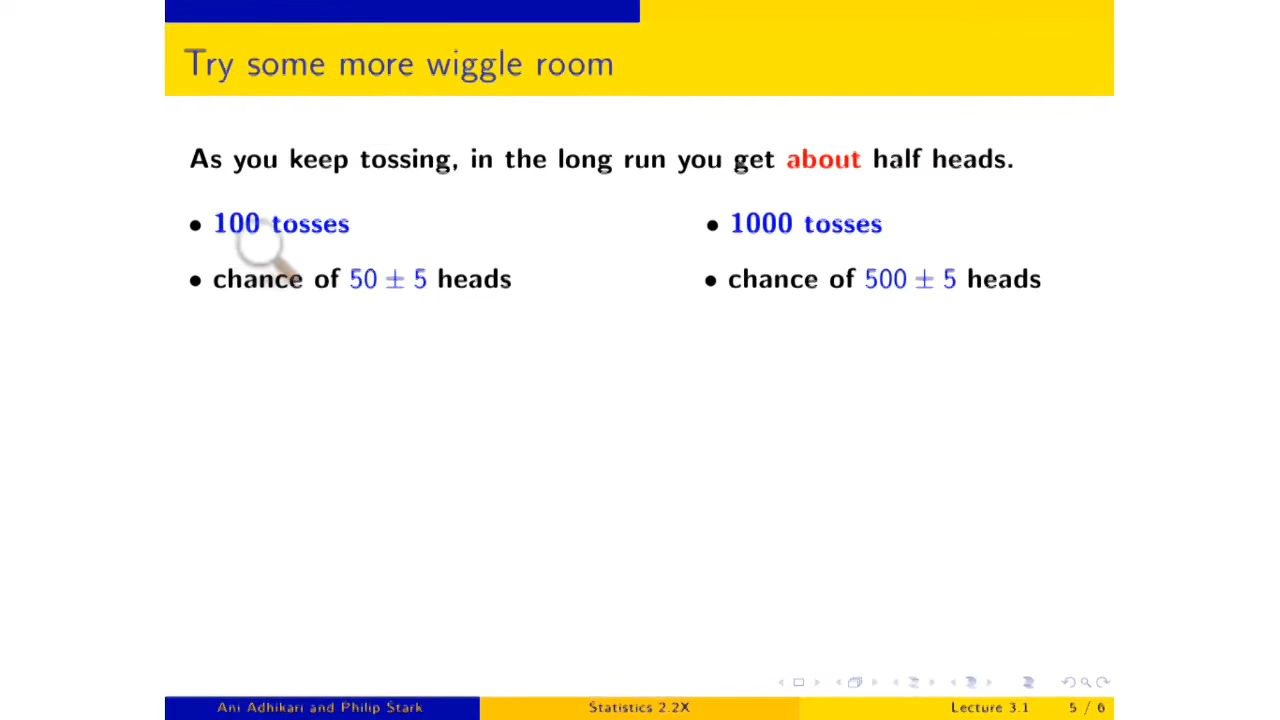 Try some more wiggle room
As you keep tossing, in the long run you get about half heads.
• 100 tosses
• chance of 50 ± 5 heads
• 1000 tosses
• chance of 500 ± 5 heads
Ani Adhikari and Philip Stark
Statistics 2.2X
Lecture 3.1
5 / 6